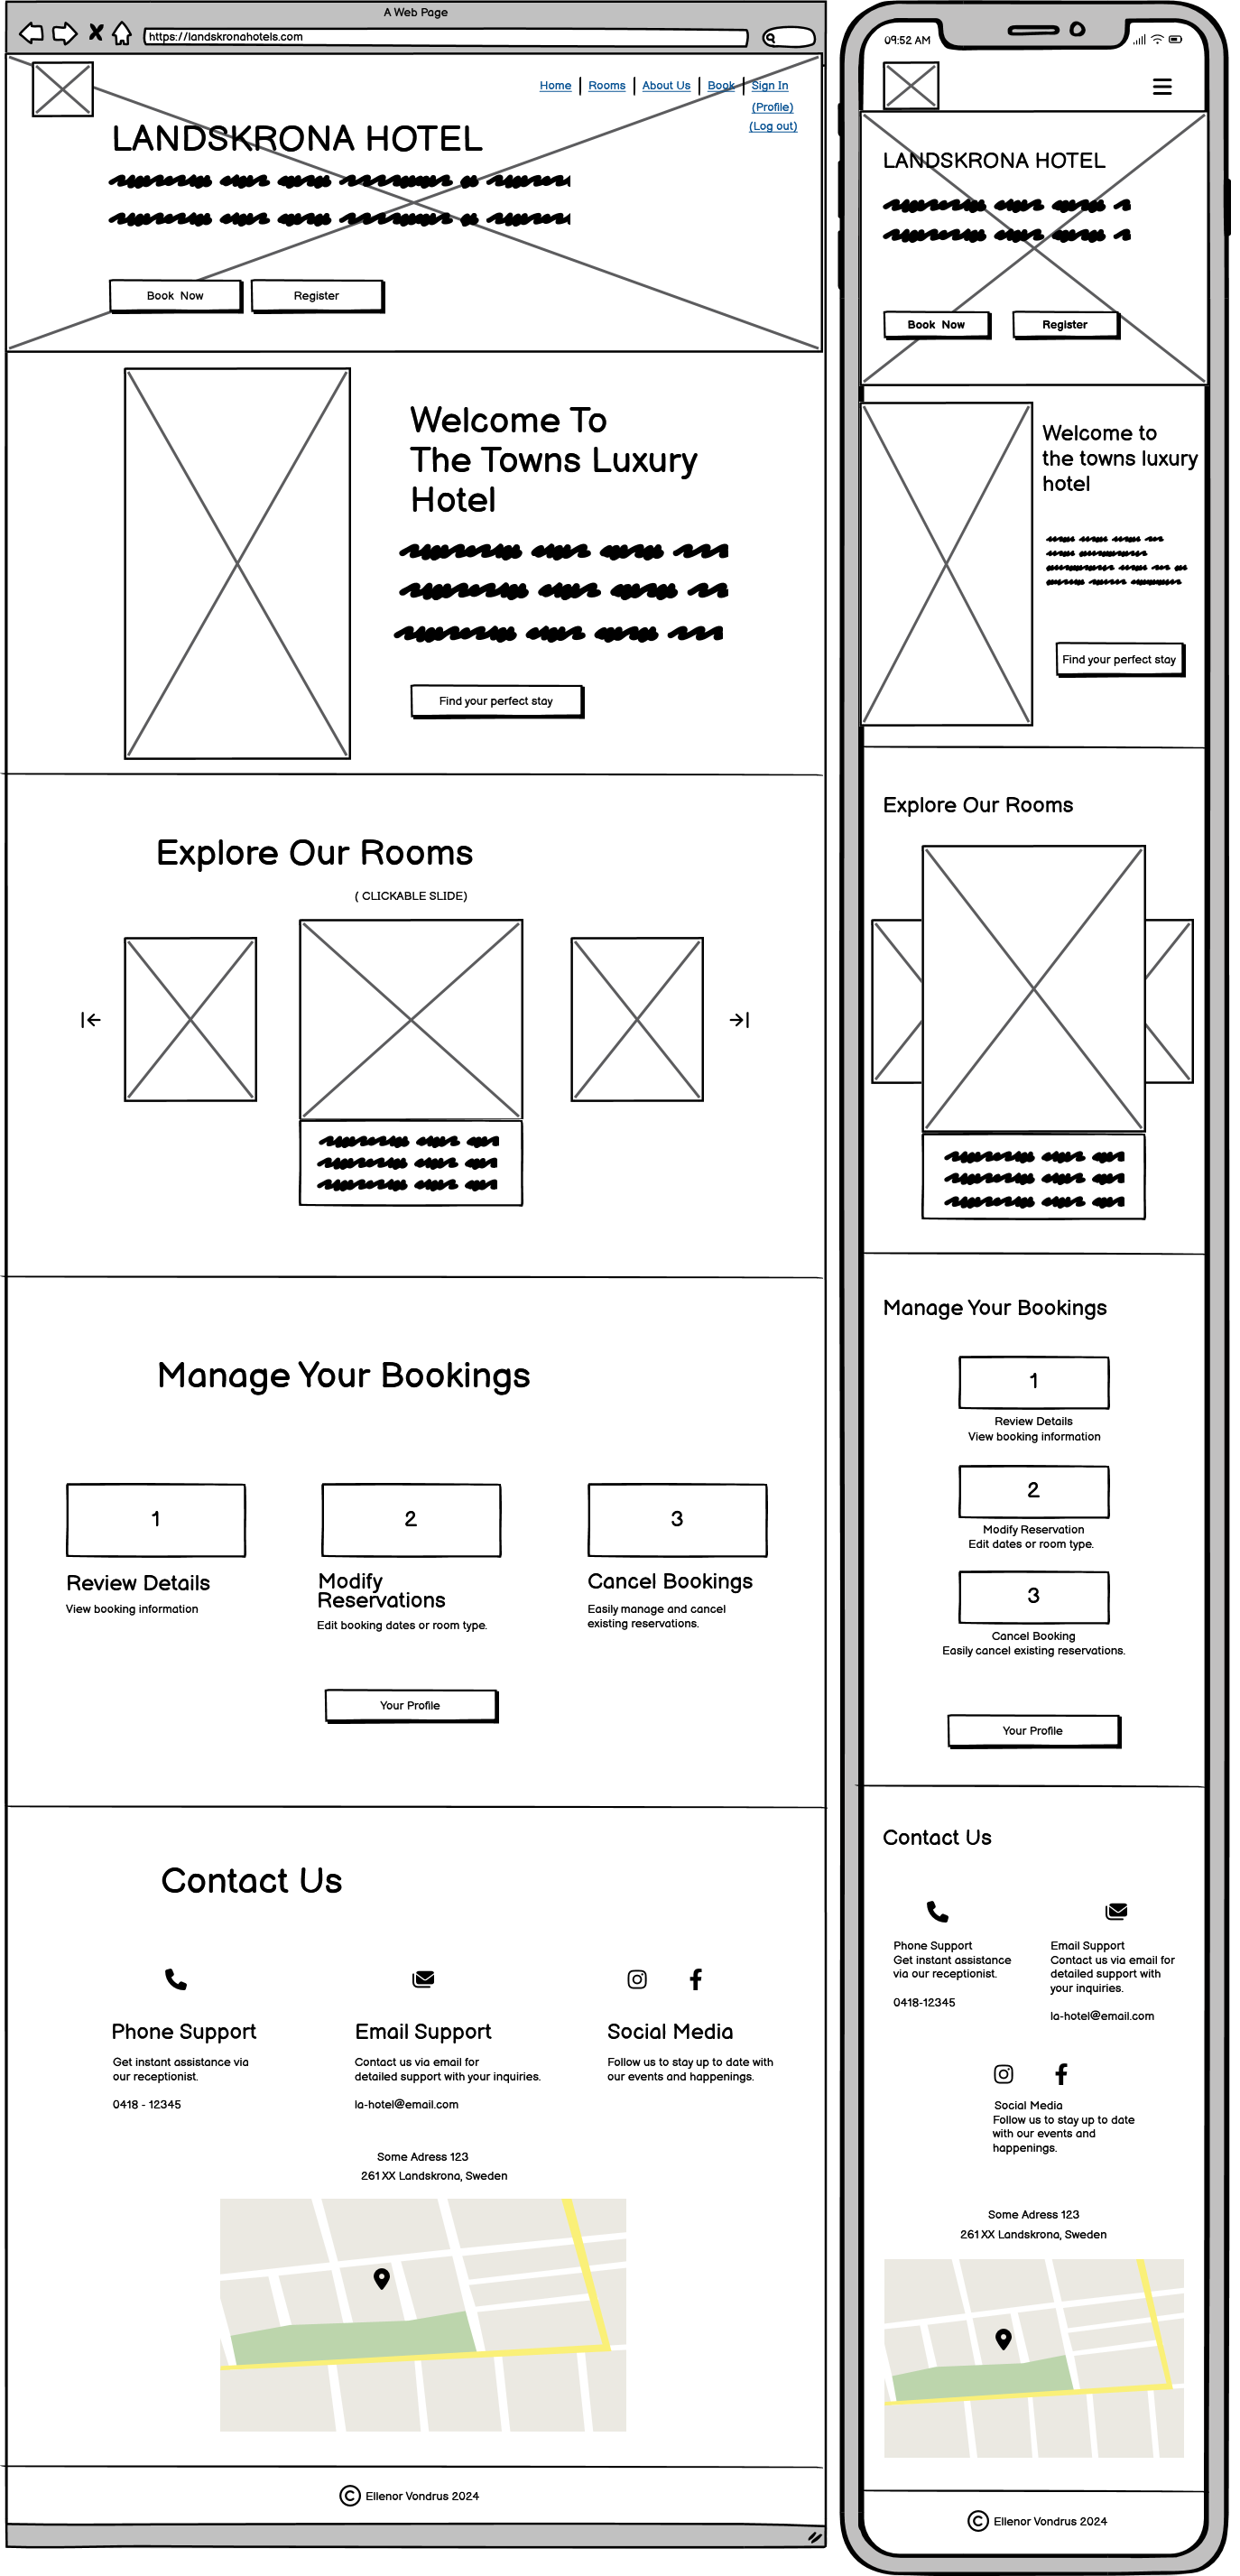 A Web Page
https://landskronahotels.com
Home | Rooms | About Us | Book | Sign In
(Profile)
(Log out)
LANDSKRONA HOTEL
Book Now
Register
Welcome To
The Towns Luxury
Hotel
Find your perfect stay
Explore Our Rooms
( CLICKABLE SLIDE)
Manage Your Bookings
1
Review Details
View booking information
2
Modify
Reservations
Edit booking dates or room type.
3
Cancel Bookings
Easily manage and cancel
existing reservations.
Your Profile
Contact Us
Phone Support
Get instant assistance via
our receptionist.
0418 - 12345
Email Support
Contact us via email for
detailed support with your inquiries.
la-hotel@email.com
Social Media
Follow us to stay up to date with
our events and happenings.
Some Adress 123
261 XX Landskrona, Sweden
© Ellenor Vondrus 2024
09:52 AM
LANDSKRONA HOTEL
Book Now
Register
Welcome to
the towns luxury
hotel
Find your perfect stay
Explore Our Rooms
Manage Your Bookings
1
Review Details
View booking information
2
Modify Reservation
Edit dates or room type.
3
Cancel Booking
Easily cancel existing reservations.
Your Profile
Contact Us
Phone Support
Get instant assistance
via our receptionist.
0418-12345
Email Support
Contact us via email for
detailed support with
your inquiries.
la-hotel@email.com
Social Media
Follow us to stay up to date
with our events and
happenings.
Some Adress 123
261 XX Landskrona, Sweden
© Ellenor Vondrus 2024